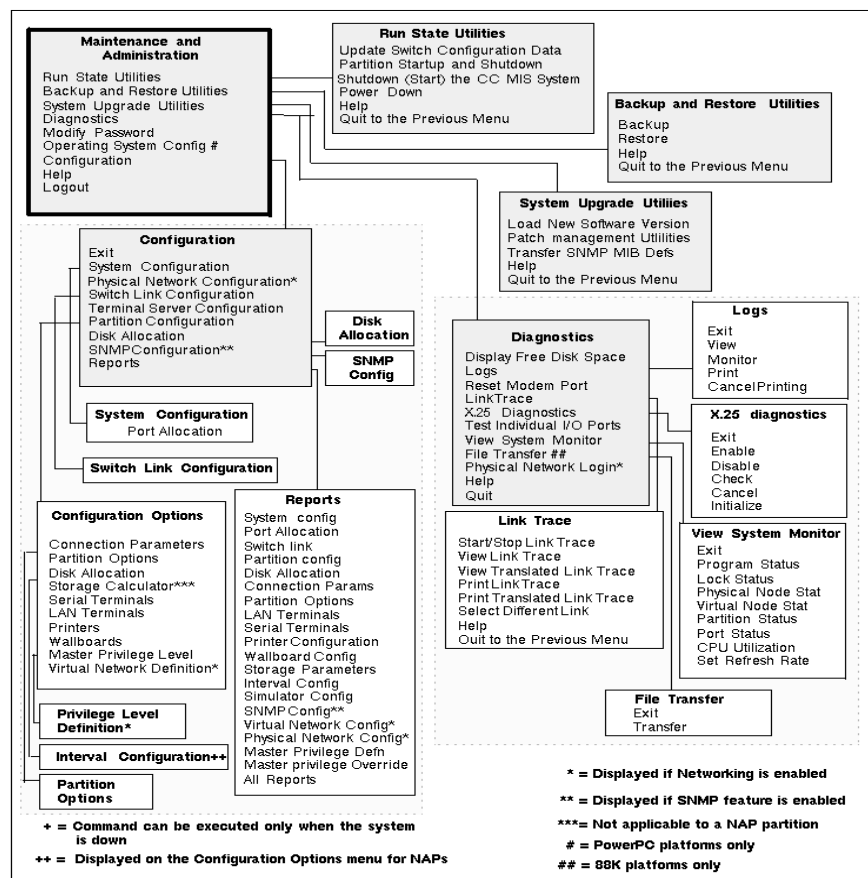 Maintenance and
Administration
Run State Utilities
Backup and Restore Utilities
System Upgrade Utilities
Diagnostics
Modify Password
Operating System Config #
Configuration
Help
Logout
Run State Utilities
Update Switch Configuration Data
Partition Startup and Shutdown
Shutdown (Start) the CC MIS System
Power Down
Help
Quit to the Previous Menu
Backup and Restore Utilities
Backup
Restore
Help
Quit to the Previous Menu
System Upgrade Utiliies
Load New Software Version
Patch management Utlilities
Transfer SNMP MIB Defs
Help
Quit to the Previous Menu
Configuration
Exit
System Configuration
Physical Network Configuration*
Switch Link Configuration
Terminal Server Configuration
Partition Configuration
Disk Allocation
SNMPConfiguration**
Reports
Disk
Allocation
SNMP
Config
System Configuration
Port Allocation
Switch Link Configuration
Configuration Options
Connection Parameters
Partition Options
Disk Allocation
Storage Calculator***
Serial Terminals
LAN Terminals
Printers
Wallboards
Master Privilege Level
Virtual Network Definition*
Privilege Level
Definition*
Interval Configuration++
Partition
Options
Reports
System config
Port Allocation
Switch link
Partition config
Disk Allocation
Connection Params
Partition Options
LAN Terminals
Serial Terminals
PrinterConfiguration
Wallboard Config
Storage Parameters
Interval Config
Simulator Config
SNMPConfig**
Virtual Network Config*
Physical Network Config*
Master Privilege Defn
Master privilege Override
All Reports
Diagnostics
Display Free Disk Space
Logs
Reset Modem Port
LinkTrace
X.25 Diagnostics
Test Individual I/O Ports
View System Monitor
File Transfer ##
Physical Network Login*
Help
Quit
Logs
Exit
View
Monitor
Print
CancelPrinting
X.25 diagnostics
Exit
Enable
Disable
Check
Cancel
Initialize
Link Trace
Start/Stop Link Trace
View Link Trace
View Translated Link Trace
Print LinkTrace
Print Translated Link Trace
Select DifferentLink
Help
Ouit to the Previous Menu
View System Monitor
Exit
Program Status
Lock Status
Physical Node Stat
Virtual Node Stat
Partition Status
Port Status
CPU Utilization
Set Refresh Rate
File Transfer
Exit
Transfer
+ = Command can be executed only when the system
is down
++ = Displayed on the Configuration Options menu for NAPs
* = Displayed if Networking is enabled
** = Displayed if SNMP feature is enabled
***= Not applicable to a NAP partition
# = PowerPC platforms only
## = 88K platforms only